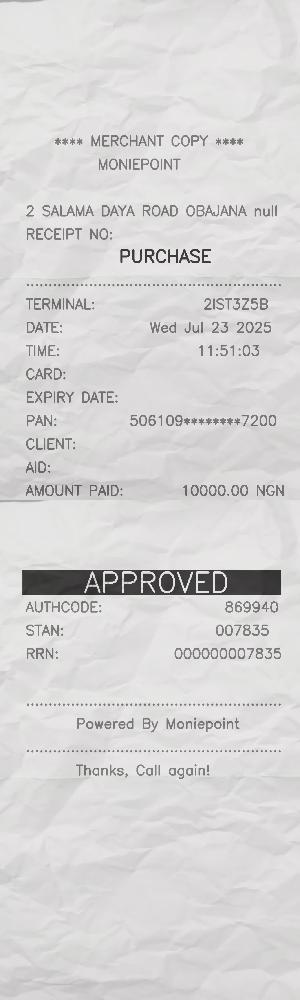 **** MERCHANT COPY ****
MONIEPOINT
2 SALAMA DAYA ROAD OBAJANA null
RECEIPT NO:
PURCHASE
TERMINAL: 2IST3Z5B
DATE: Wed Jul 23 2025
TIME: 11:51:03
CARD:
EXPIRY DATE:
PAN: 506109********7200
CLIENT:
AID:
AMOUNT PAID: 10000.00 NGN
APPROVED
AUTHCODE: 869940
STAN: 007835
RRN: 000000007835
Powered By Moniepoint
Thanks, Call again!